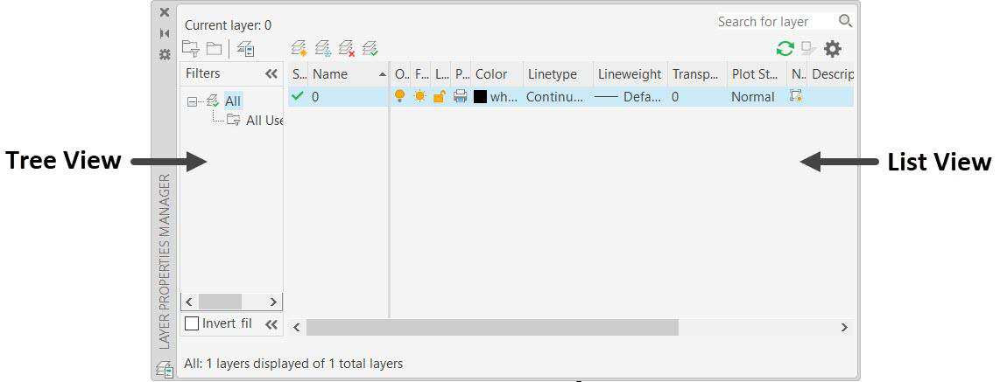 Current layer: 0
Search for layer
Filters
S... Name O.. F... L... P... Color Linetype Lineweight Transp... Plot St... N.. Descrip
All
0 wh... Continu... Defa... 0 Normal
All Use
Tree View
List View
LAYER PROPERTIES MANAGER
Invert fil
All: 1 layers displayed of 1 total layers